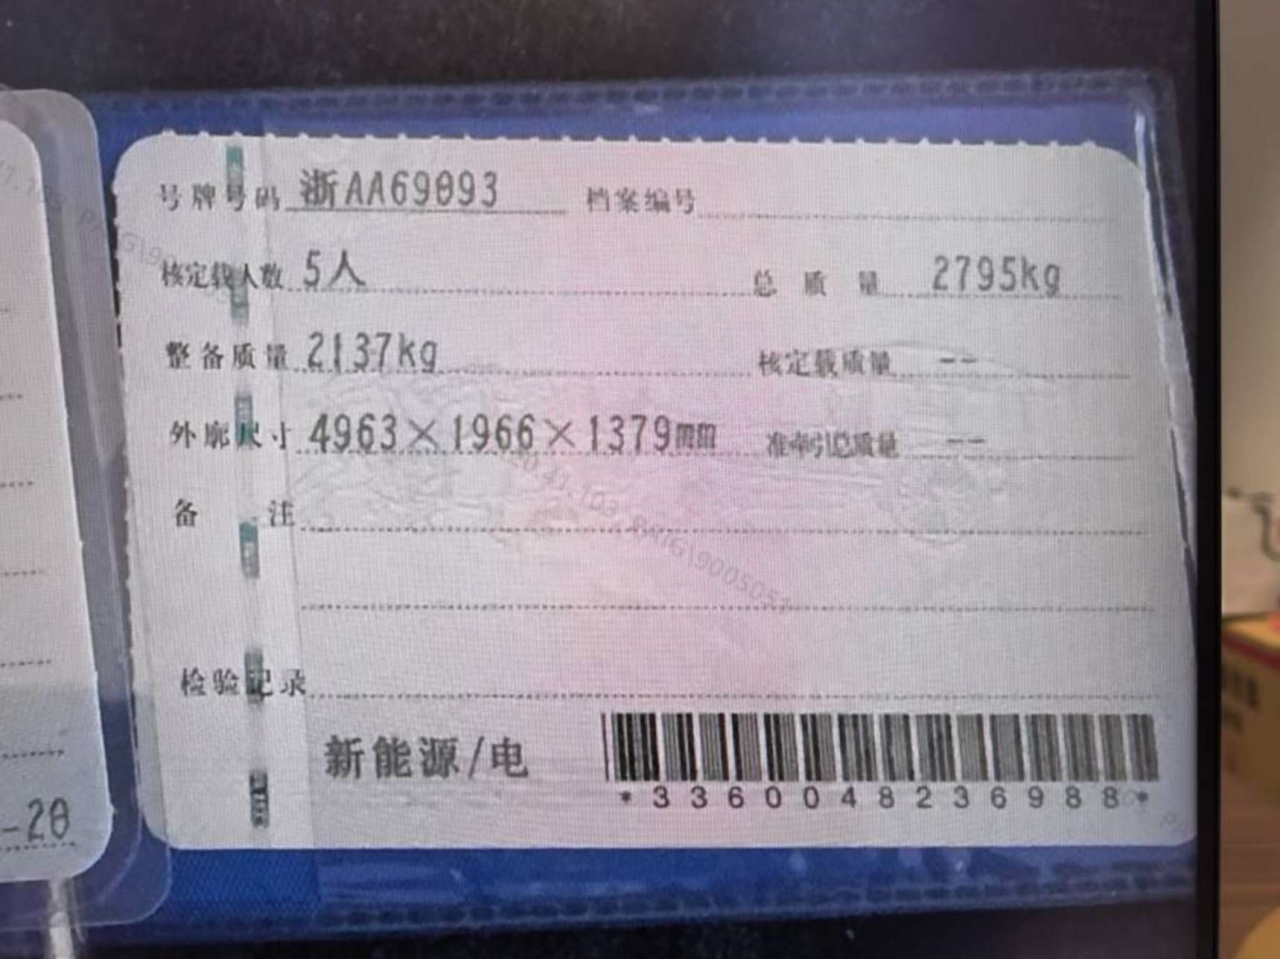 号牌号码 浙AA69093 档案编号
核定载人数 5人 总质量 2795kg
整备质量 2137kg 核定载质量 --
外廓尺寸 4963×1966×1379mm 准牵引总质量 --
备注
检验记录
新能源/电
*3360048236988*
-20